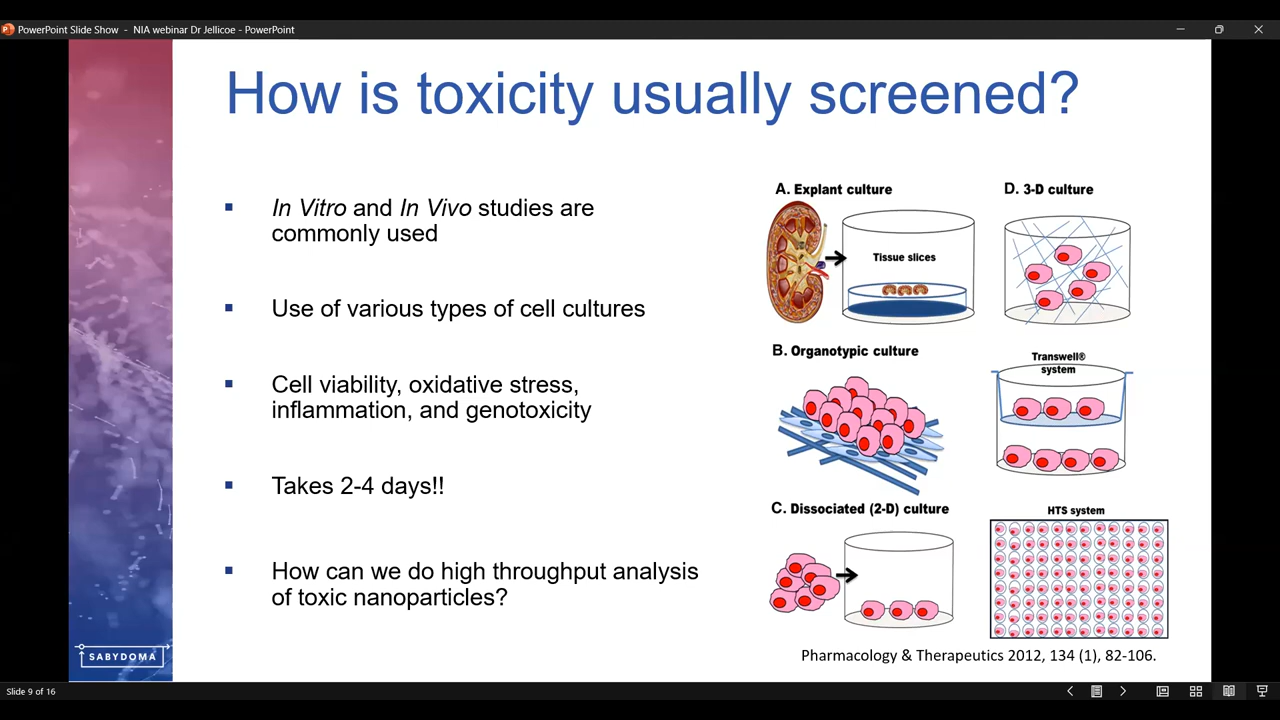 PowerPoint Slide Show - NIA webinar Dr Jellicoe - PowerPoint
How is toxicity usually screened?
In Vitro and In Vivo studies are
commonly used
Use of various types of cell cultures
Cell viability, oxidative stress,
inflammation, and genotoxicity
Takes 2-4 days!!
How can we do high throughput analysis
of toxic nanoparticles?
A. Explant culture
Tissue slices
B. Organotypic culture
C. Dissociated (2-D) culture
D. 3-D culture
Transwell®
system
HTS system
Pharmacology & Therapeutics 2012, 134 (1), 82-106.
SABYDOMA
Slide 9 of 16